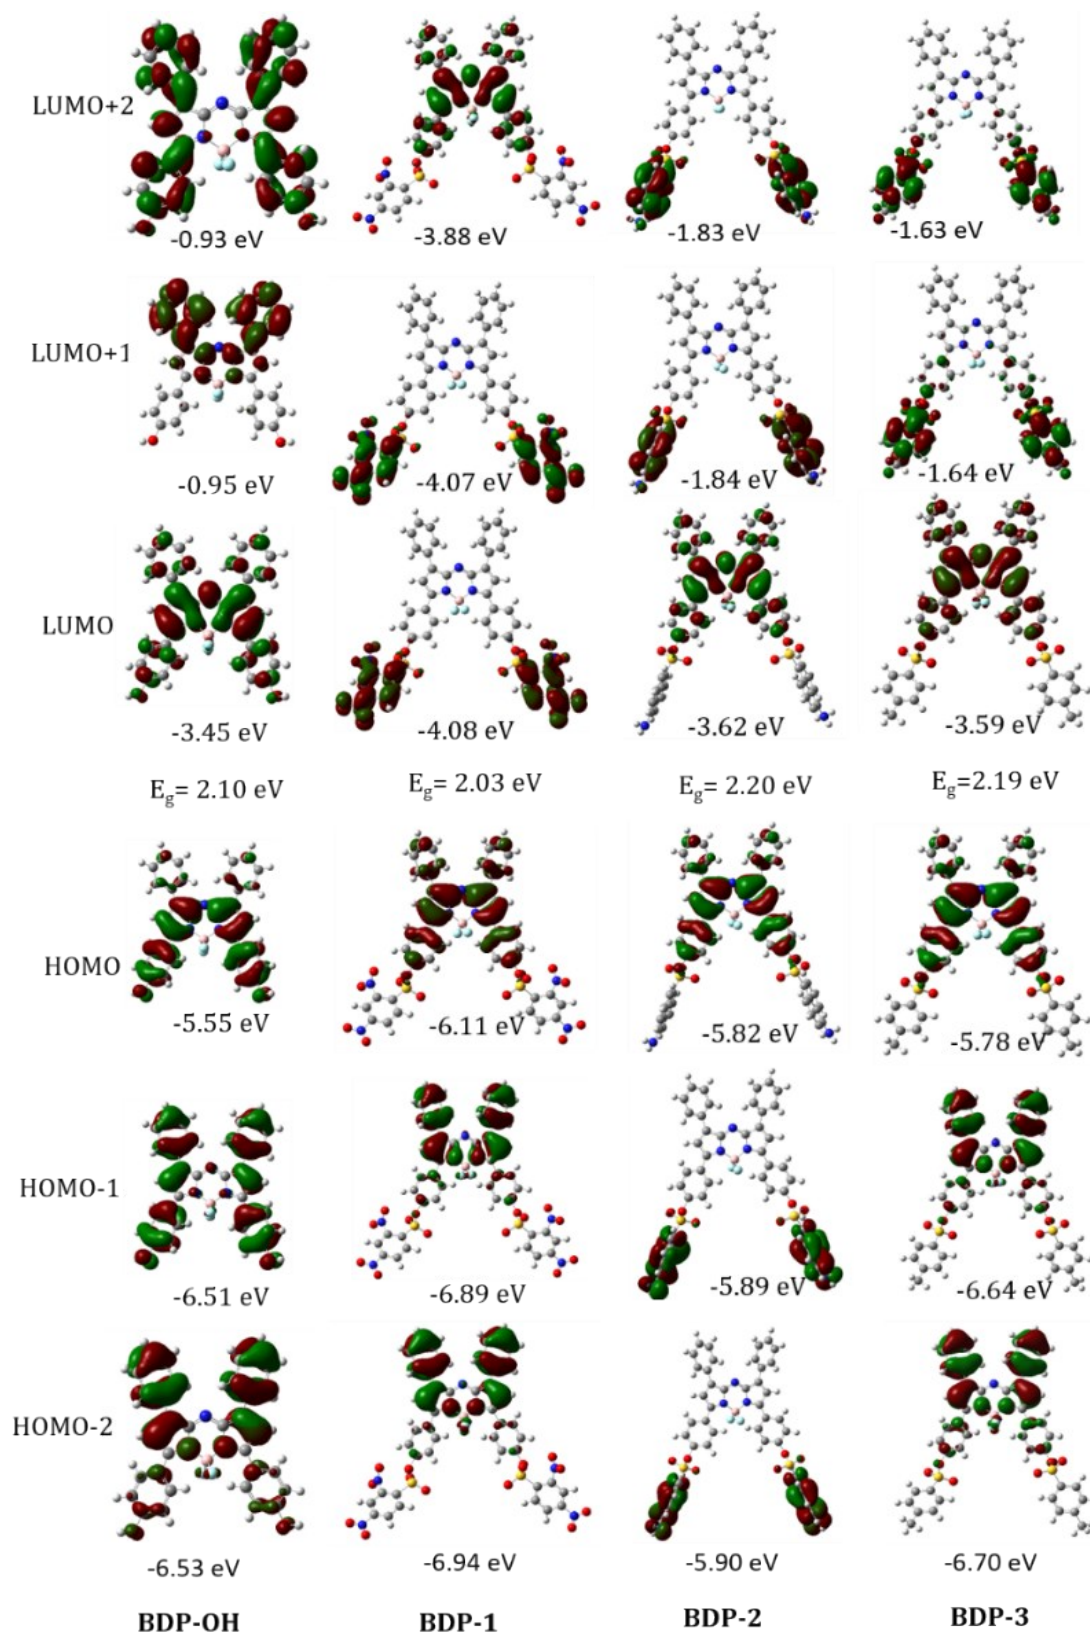 LUMO+2
-0.93 eV -3.88 eV -1.83 eV -1.63 eV
LUMO+1
-0.95 eV -4.07 eV -1.84 eV -1.64 eV
LUMO
-3.45 eV -4.08 eV -3.62 eV -3.59 eV
Eg= 2.10 eV Eg= 2.03 eV Eg= 2.20 eV Eg=2.19 eV
HOMO
-5.55 eV -6.11 eV -5.82 eV -5.78 eV
HOMO-1
-6.51 eV -6.89 eV -5.89 eV -6.64 eV
HOMO-2
-6.53 eV -6.94 eV -5.90 eV -6.70 eV
BDP-OH BDP-1 BDP-2 BDP-3